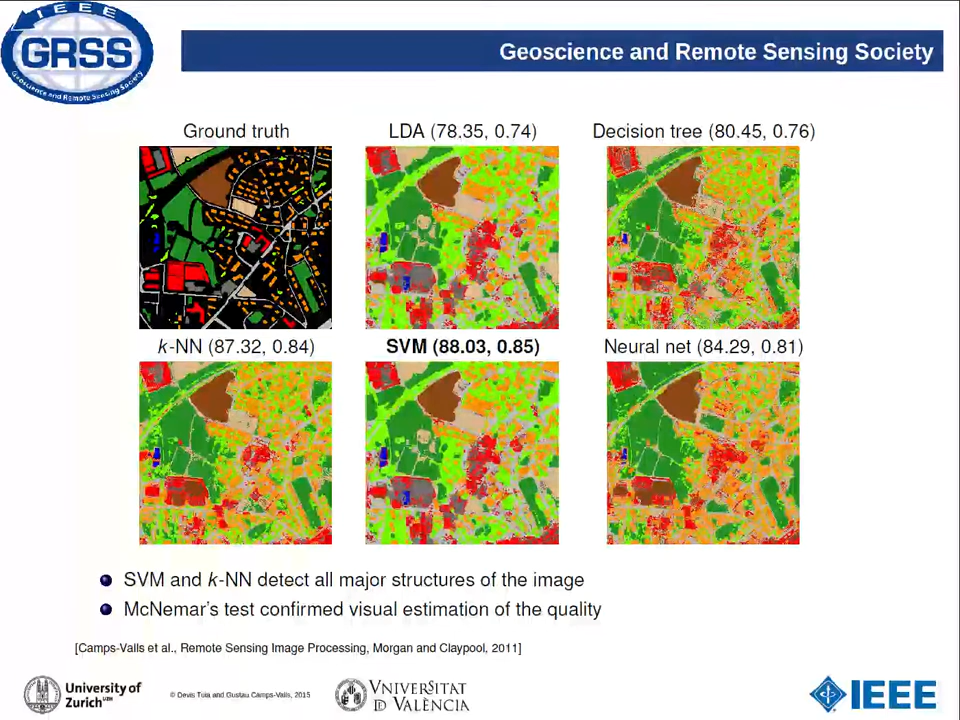 IEEE
GRSS
Geoscience and Remote Sensing Society
Geoscience and Remote Sensing Society
Ground truth
LDA (78.35, 0.74)
Decision tree (80.45, 0.76)
k-NN (87.32, 0.84)
SVM (88.03, 0.85)
Neural net (84.29, 0.81)
SVM and k-NN detect all major structures of the image
McNemar's test confirmed visual estimation of the quality
[Camps-Valls et al., Remote Sensing Image Processing, Morgan and Claypool, 2011]
University of
Zurich UZH
© Devis Tuia and Gustau Camps-Valls, 2015
VNIVERSITAT
ID VALÈNCIA
IEEE